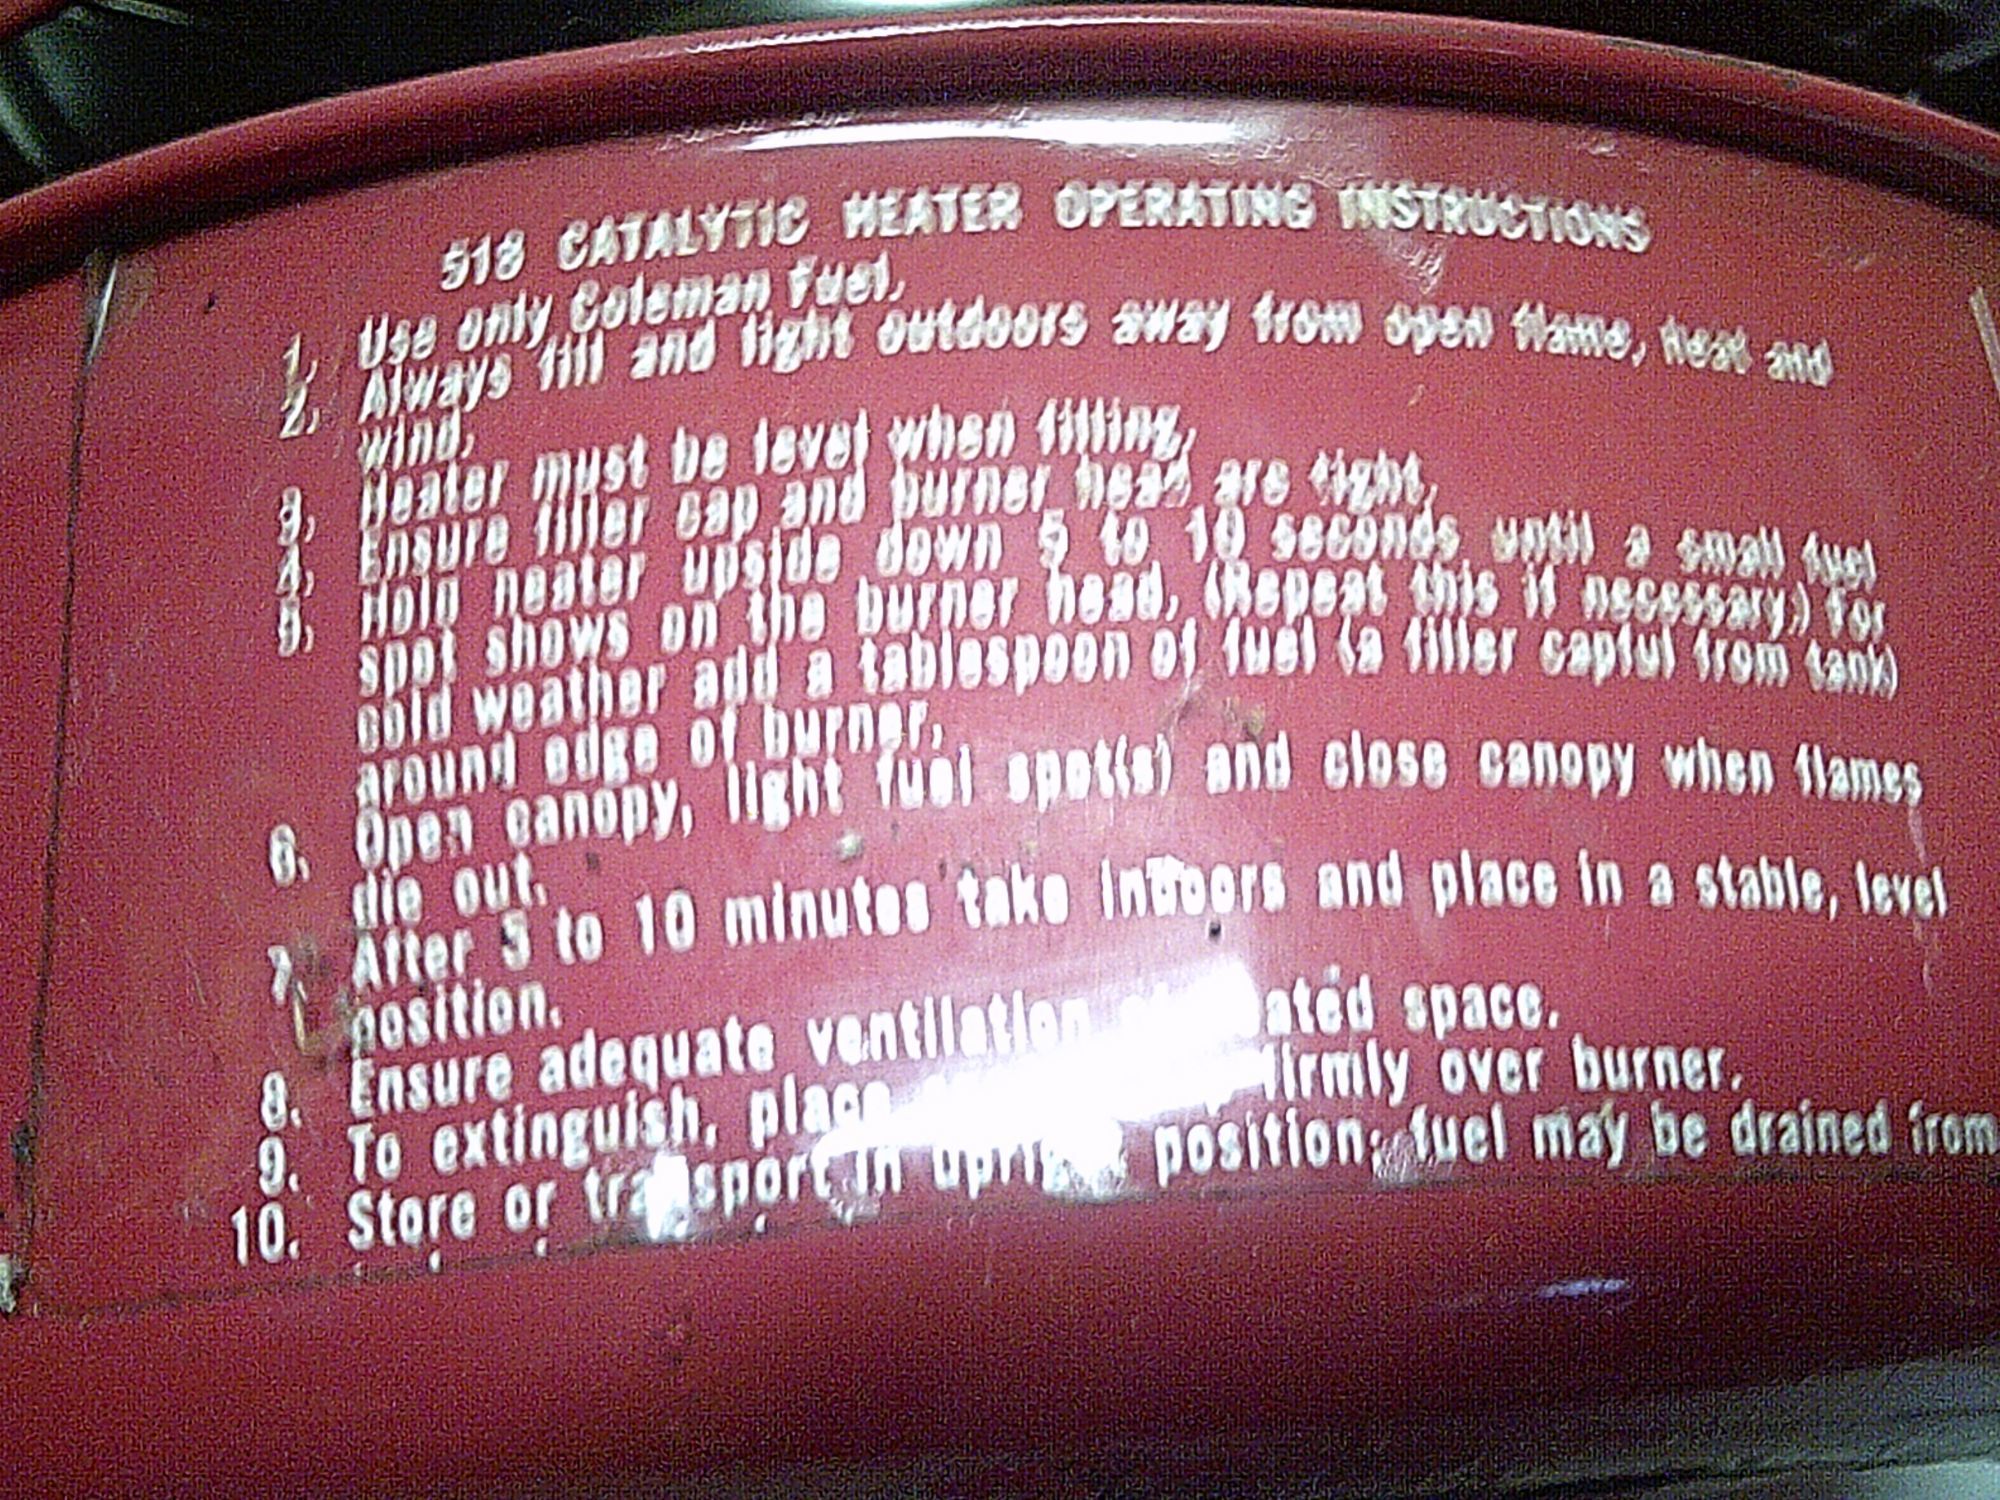 518 CATALYTIC HEATER OPERATING INSTRUCTIONS
1. Use only Coleman Fuel.
2. Always fill and light outdoors away from open flame, heat and
wind.
3. Heater must be level when filling.
4. Ensure filler cap and burner head are tight.
5. Hold heater upside down 5 to 10 seconds until a small fuel
spot shows on the burner head. (Repeat this if necessary.) For
cold weather add a tablespoon of fuel (a filler capful from tank)
around edge of burner.
6. Open canopy, light fuel spot(s) and close canopy when flames
die out.
7. After 5 to 10 minutes take indoors and place in a stable, level
position.
8. Ensure adequate ventilation space.
9. To extinguish, place firmly over burner.
10. Store or transport in upright position; fuel may be drained from